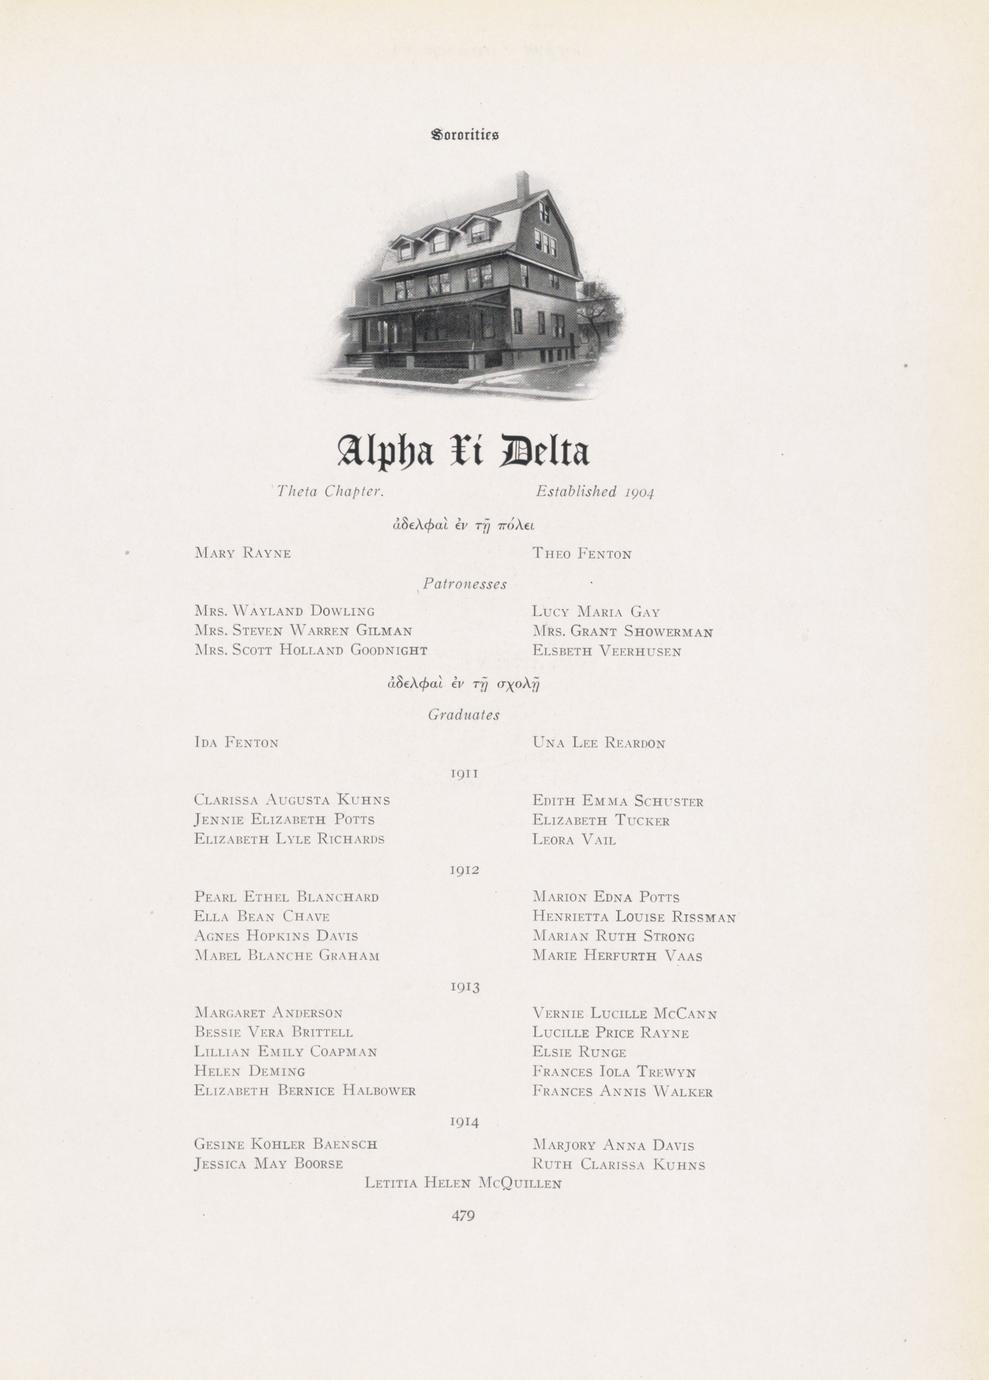 Sororities
Alpha Xi Delta
Theta Chapter. Established 1904
ἀδελφαὶ ἐν τῇ πόλει
Mary Rayne Theo Fenton
Patronesses
Mrs. Wayland Dowling Lucy Maria Gay
Mrs. Steven Warren Gilman Mrs. Grant Showerman
Mrs. Scott Holland Goodnight Elsbeth Veerhusen
ἀδελφαὶ ἐν τῇ σχολῇ
Graduates
Ida Fenton Una Lee Reardon
1911
Clarissa Augusta Kuhns Edith Emma Schuster
Jennie Elizabeth Potts Elizabeth Tucker
Elizabeth Lyle Richards Leora Vail
1912
Pearl Ethel Blanchard Marion Edna Potts
Ella Bean Chave Henrietta Louise Rissman
Agnes Hopkins Davis Marian Ruth Strong
Mabel Blanche Graham Marie Herfurth Vaas
1913
Margaret Anderson Vernie Lucille McCann
Bessie Vera Brittell Lucille Price Rayne
Lillian Emily Coapman Elsie Runge
Helen Deming Frances Iola Trewyn
Elizabeth Bernice Halbower Frances Annis Walker
1914
Gesine Kohler Baensch Marjory Anna Davis
Jessica May Boorse Ruth Clarissa Kuhns
Letitia Helen McQuillen
479